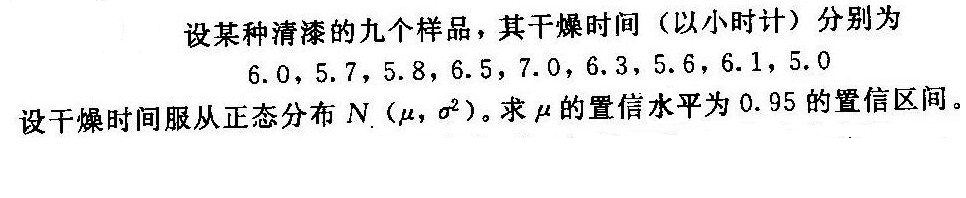 设某种清漆的九个样品，其干燥时间（以小时计）分别为
6.0，5.7，5.8，6.5，7.0，6.3，5.6，6.1，5.0
设干燥时间服从正态分布 N（μ，σ²）。求 μ 的置信水平为 0.95 的置信区间。